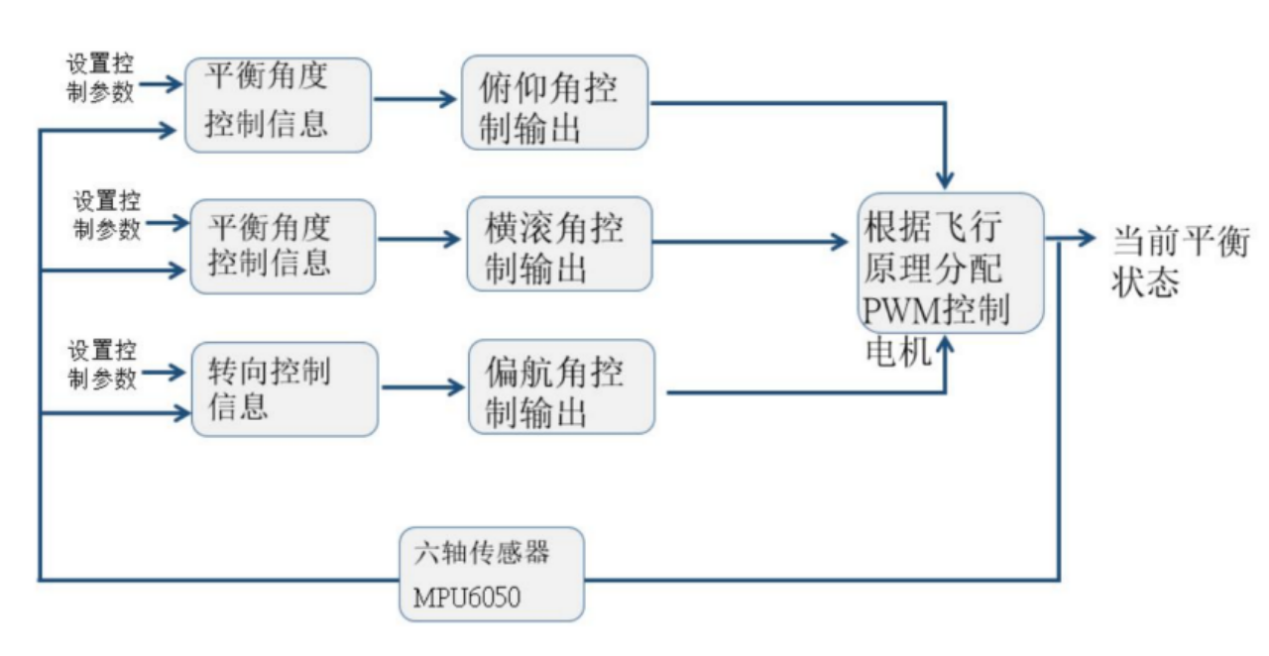 设置控
制参数
平衡角度
控制信息
俯仰角控
制输出
设置控
制参数
平衡角度
控制信息
横滚角控
制输出
根据飞行
原理分配
PWM控制
电机
当前平衡
状态
设置控
制参数
转向控制
信息
偏航角控
制输出
六轴传感器
MPU6050